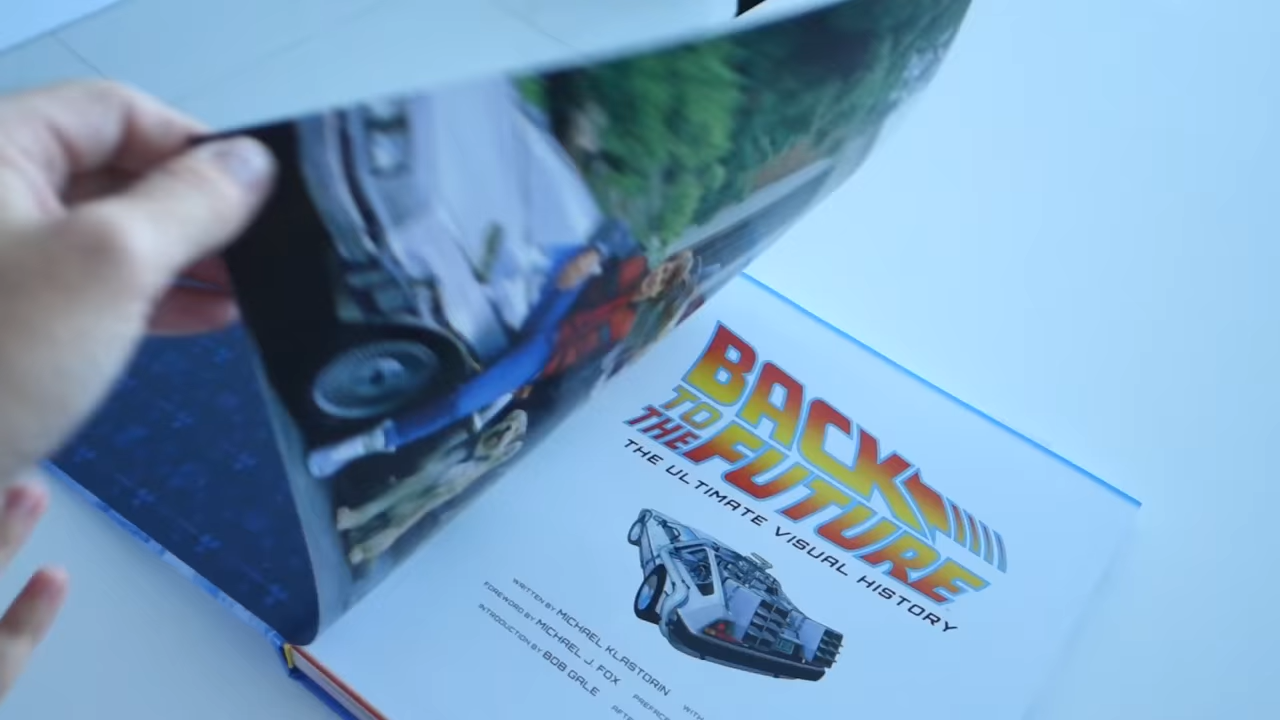 BACK
TO
THE FUTURE
THE ULTIMATE VISUAL HISTORY
WRITTEN BY MICHAEL KLASTORIN
WITH
FOREWORD BY MICHAEL J. FOX
INTRODUCTION BY BOB GALE